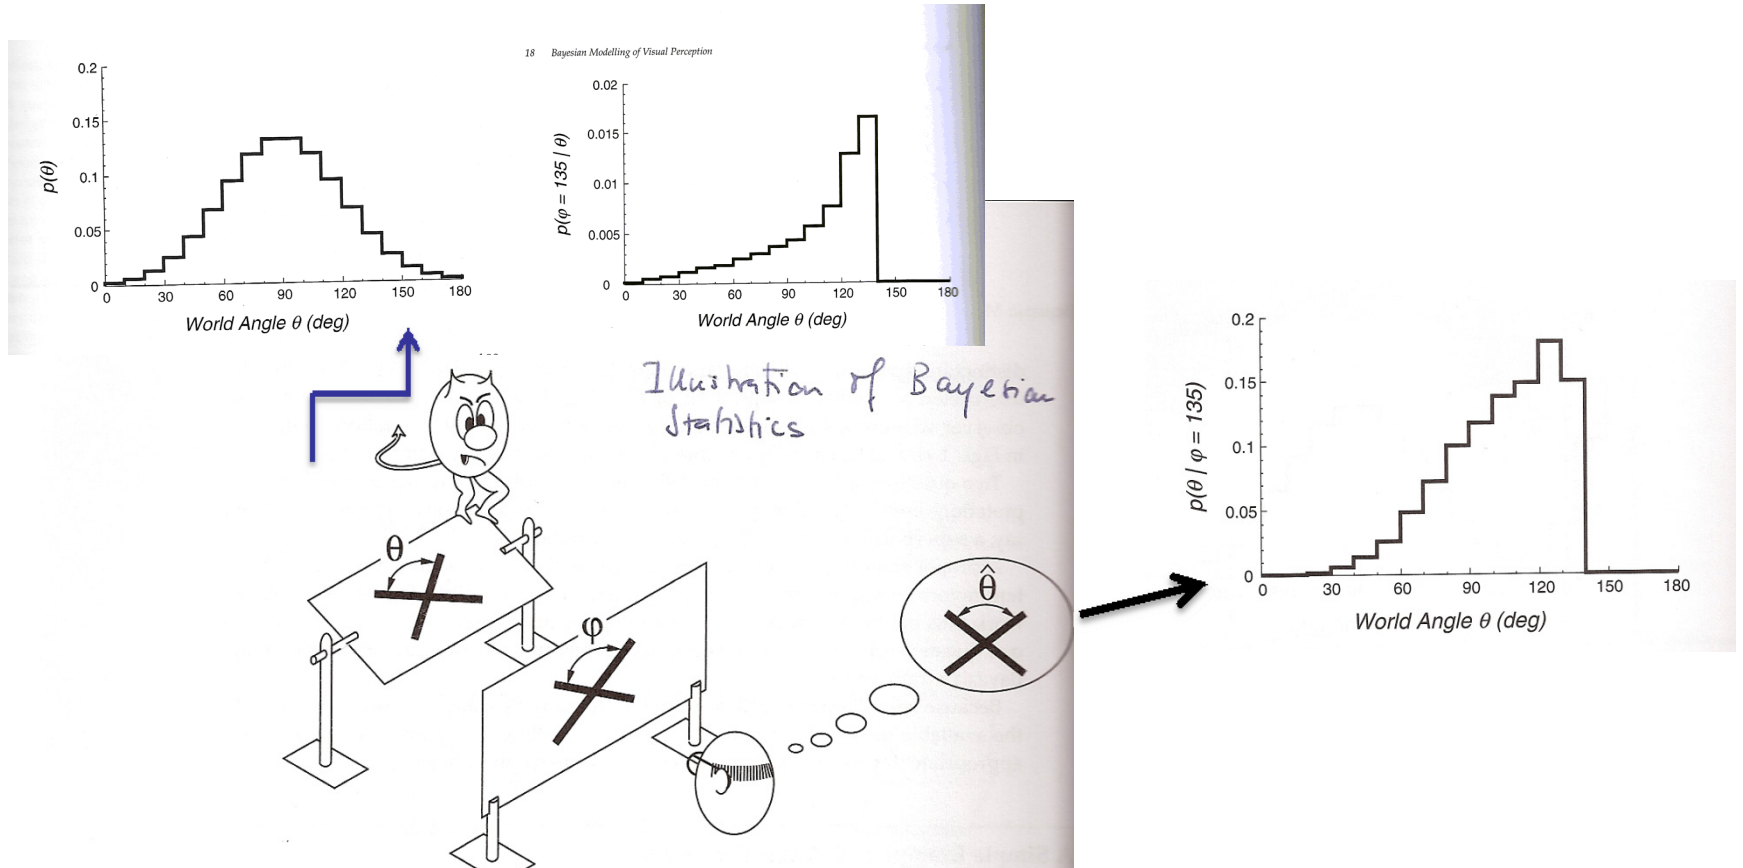 18 Bayesian Modelling of Visual Perception
0.2
0.15
0.1
0.05
0
p(θ)
0 30 60 90 120 150 180
World Angle θ (deg)
0.02
0.015
0.01
0.005
0
p(φ = 135 | θ)
0 30 60 90 120 150 180
World Angle θ (deg)
Illustration of Bayesian
Statistics
θ
φ
θ̂
0.2
0.15
0.1
0.05
0
p(θ | φ = 135)
0 30 60 90 120 150 180
World Angle θ (deg)